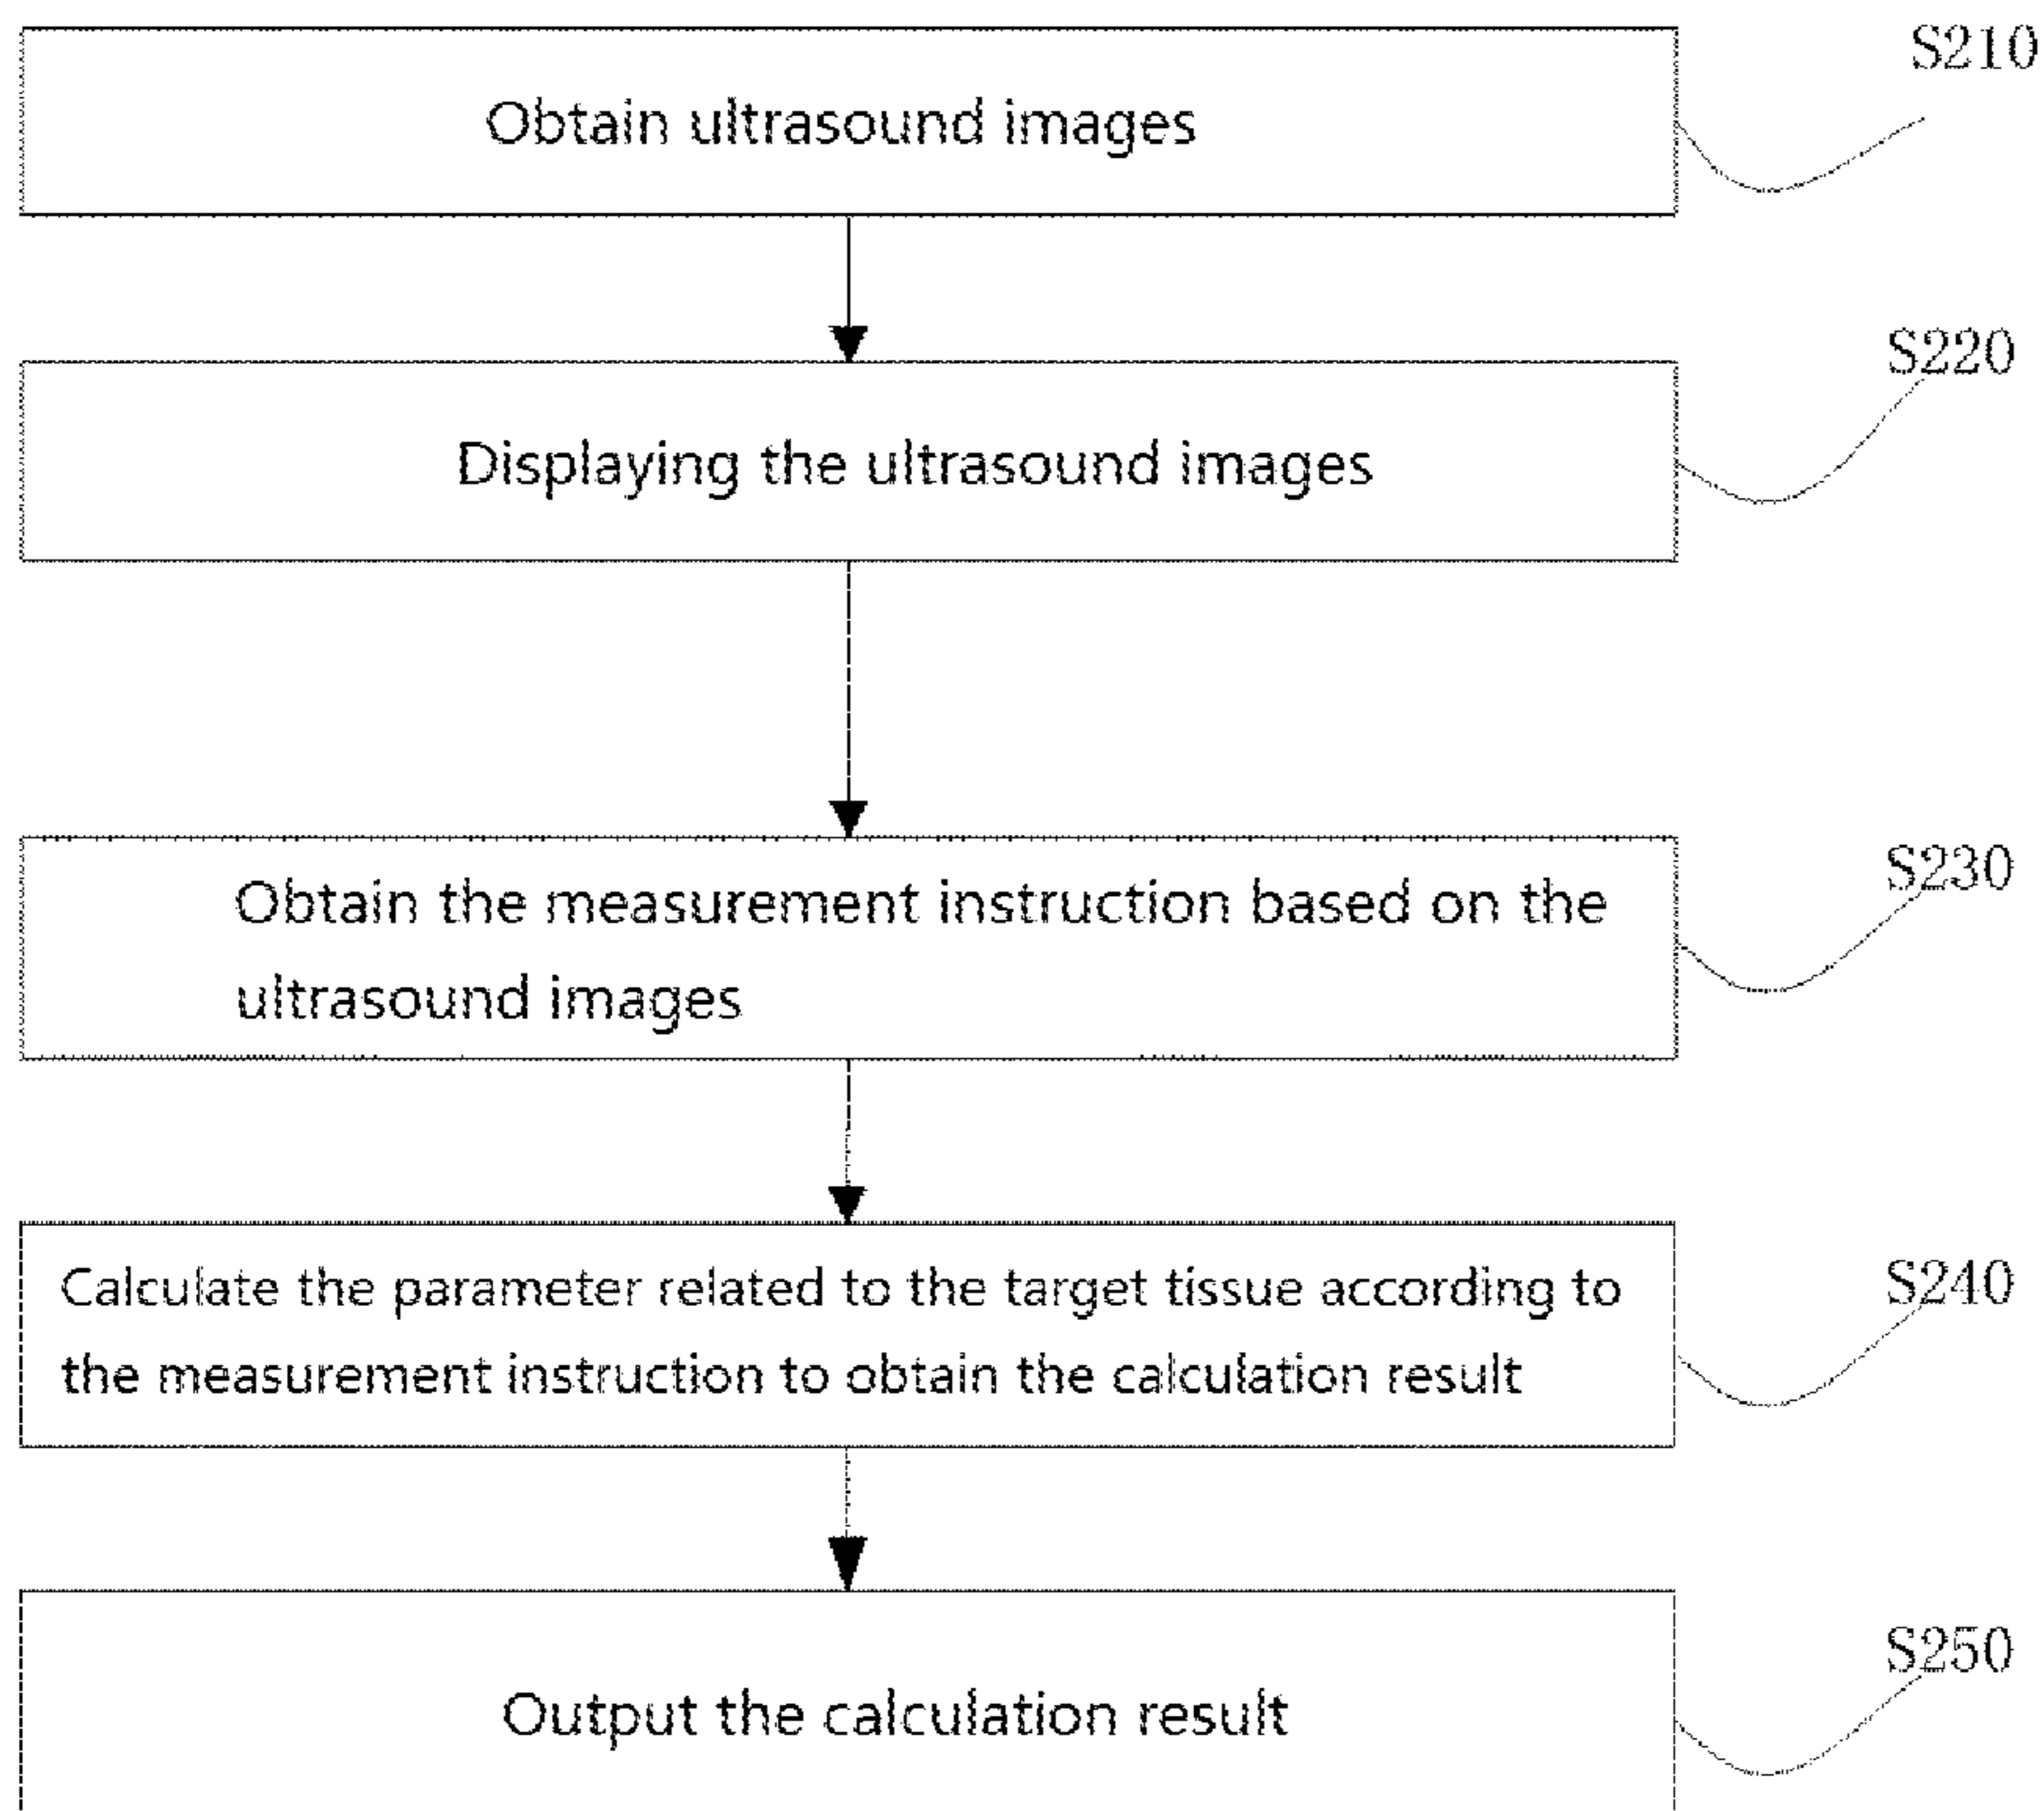 S210
Obtain ultrasound images
S220
Displaying the ultrasound images
S230
Obtain the measurement instruction based on the
ultrasound images
S240
Calculate the parameter related to the target tissue according to
the measurement instruction to obtain the calculation result
S250
Output the calculation result